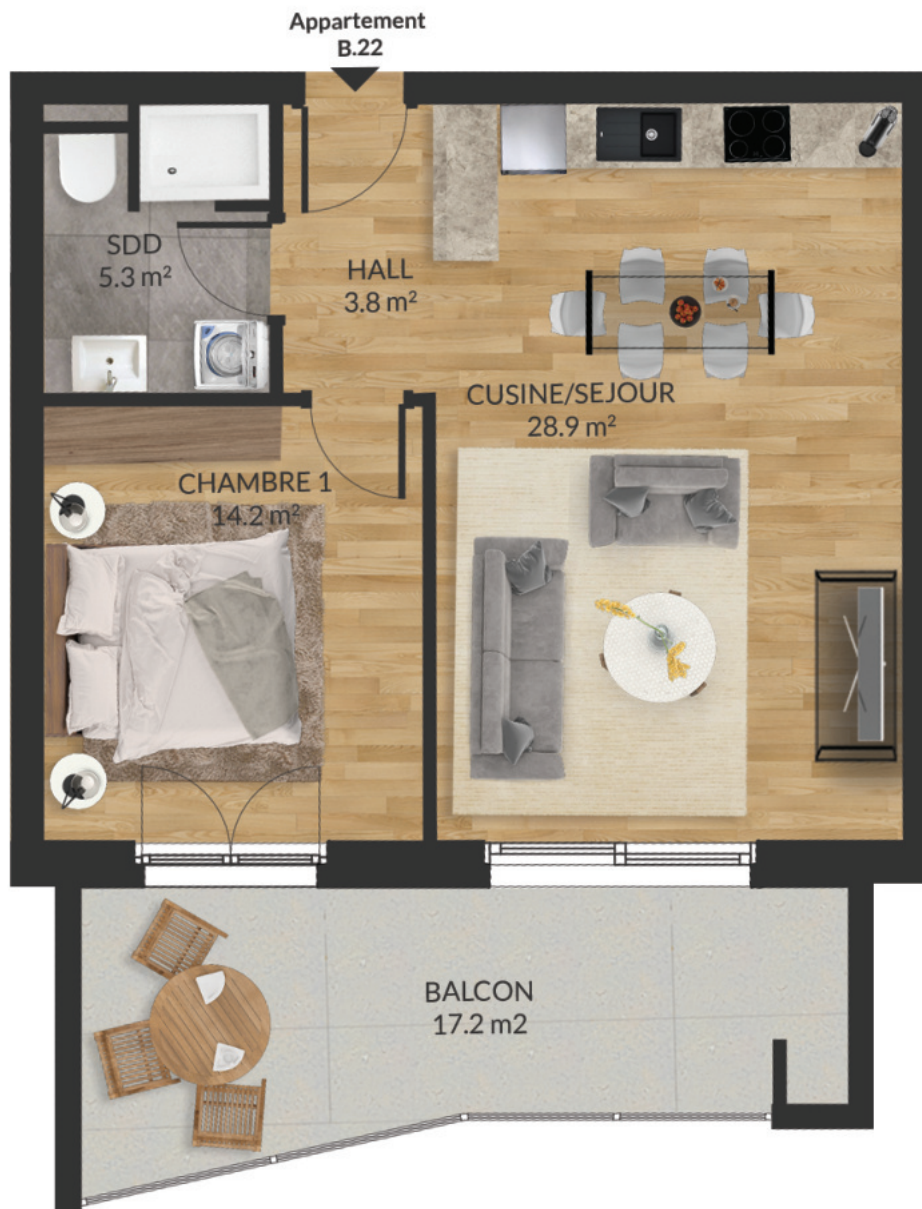 Appartement
B.22
SDD
5.3 m²
HALL
3.8 m²
CUSINE/SEJOUR
28.9 m²
CHAMBRE 1
14.2 m²
BALCON
17.2 m2